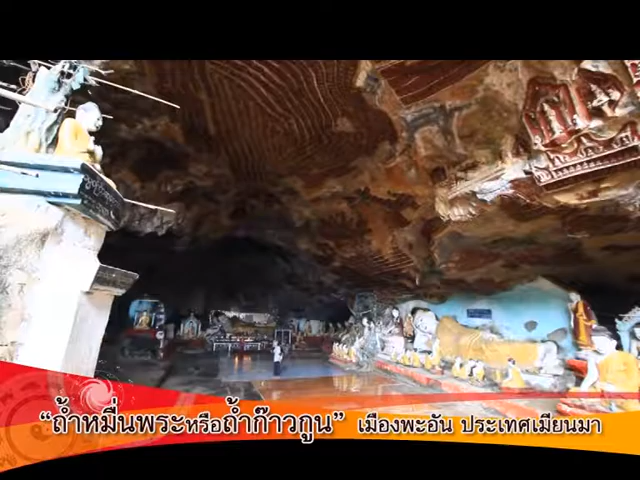 “ถ้ำหมื่นพระหรือถ้ำก๊าวกูน” เมืองพะอัน ประเทศเมียนมา